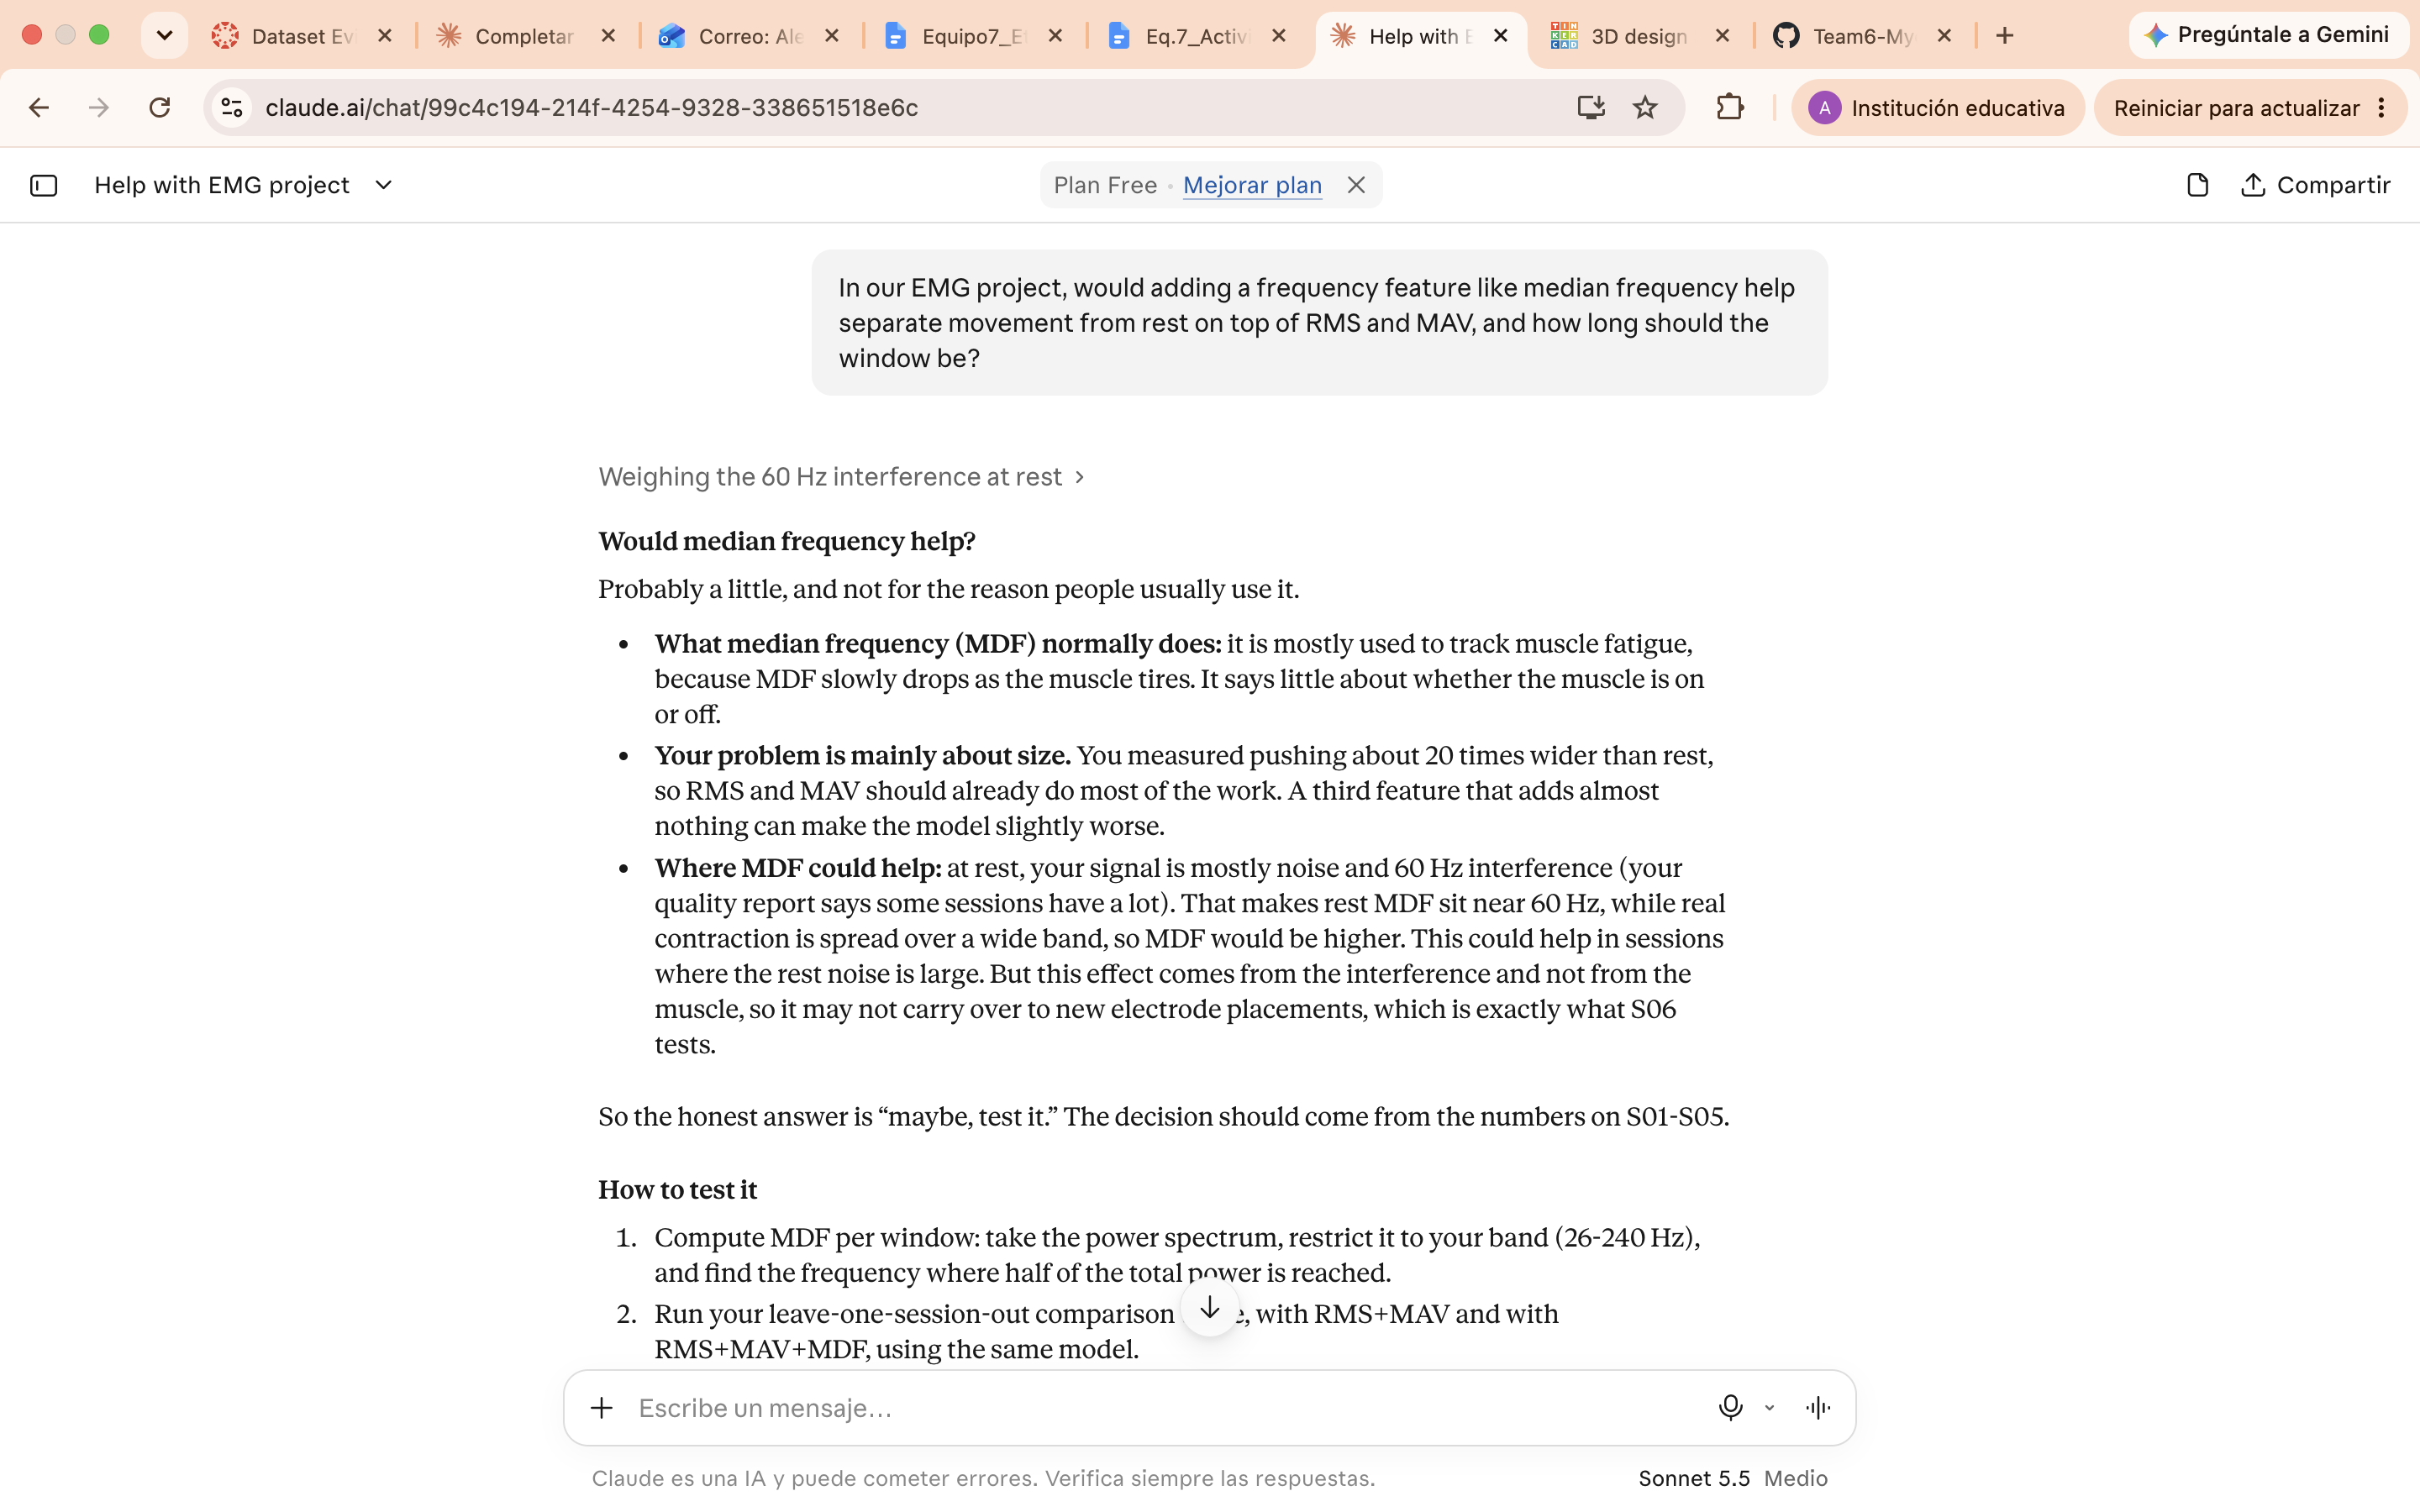 Dataset Ev
Completar
Correo: Ale
Equipo7_E
Eq.7_Activi
Help with E
3D design
Team6-My
Pregúntale a Gemini
claude.ai/chat/99c4c194-214f-4254-9328-338651518e6c
A
Institución educativa
Reiniciar para actualizar
Help with EMG project
Plan Free • Mejorar plan
Compartir
In our EMG project, would adding a frequency feature like median frequency help
separate movement from rest on top of RMS and MAV, and how long should the
window be?
Weighing the 60 Hz interference at rest
Would median frequency help?
Probably a little, and not for the reason people usually use it.
• What median frequency (MDF) normally does: it is mostly used to track muscle fatigue,
because MDF slowly drops as the muscle tires. It says little about whether the muscle is on
or off.
• Your problem is mainly about size. You measured pushing about 20 times wider than rest,
so RMS and MAV should already do most of the work. A third feature that adds almost
nothing can make the model slightly worse.
• Where MDF could help: at rest, your signal is mostly noise and 60 Hz interference (your
quality report says some sessions have a lot). That makes rest MDF sit near 60 Hz, while real
contraction is spread over a wide band, so MDF would be higher. This could help in sessions
where the rest noise is large. But this effect comes from the interference and not from the
muscle, so it may not carry over to new electrode placements, which is exactly what S06
tests.
So the honest answer is “maybe, test it.” The decision should come from the numbers on S01-S05.
How to test it
1. Compute MDF per window: take the power spectrum, restrict it to your band (26-240 Hz),
and find the frequency where half of the total power is reached.
2. Run your leave-one-session-out comparison e, with RMS+MAV and with
RMS+MAV+MDF, using the same model.
Escribe un mensaje...
Claude es una IA y puede cometer errores. Verifica siempre las respuestas.
Sonnet 5.5 Medio